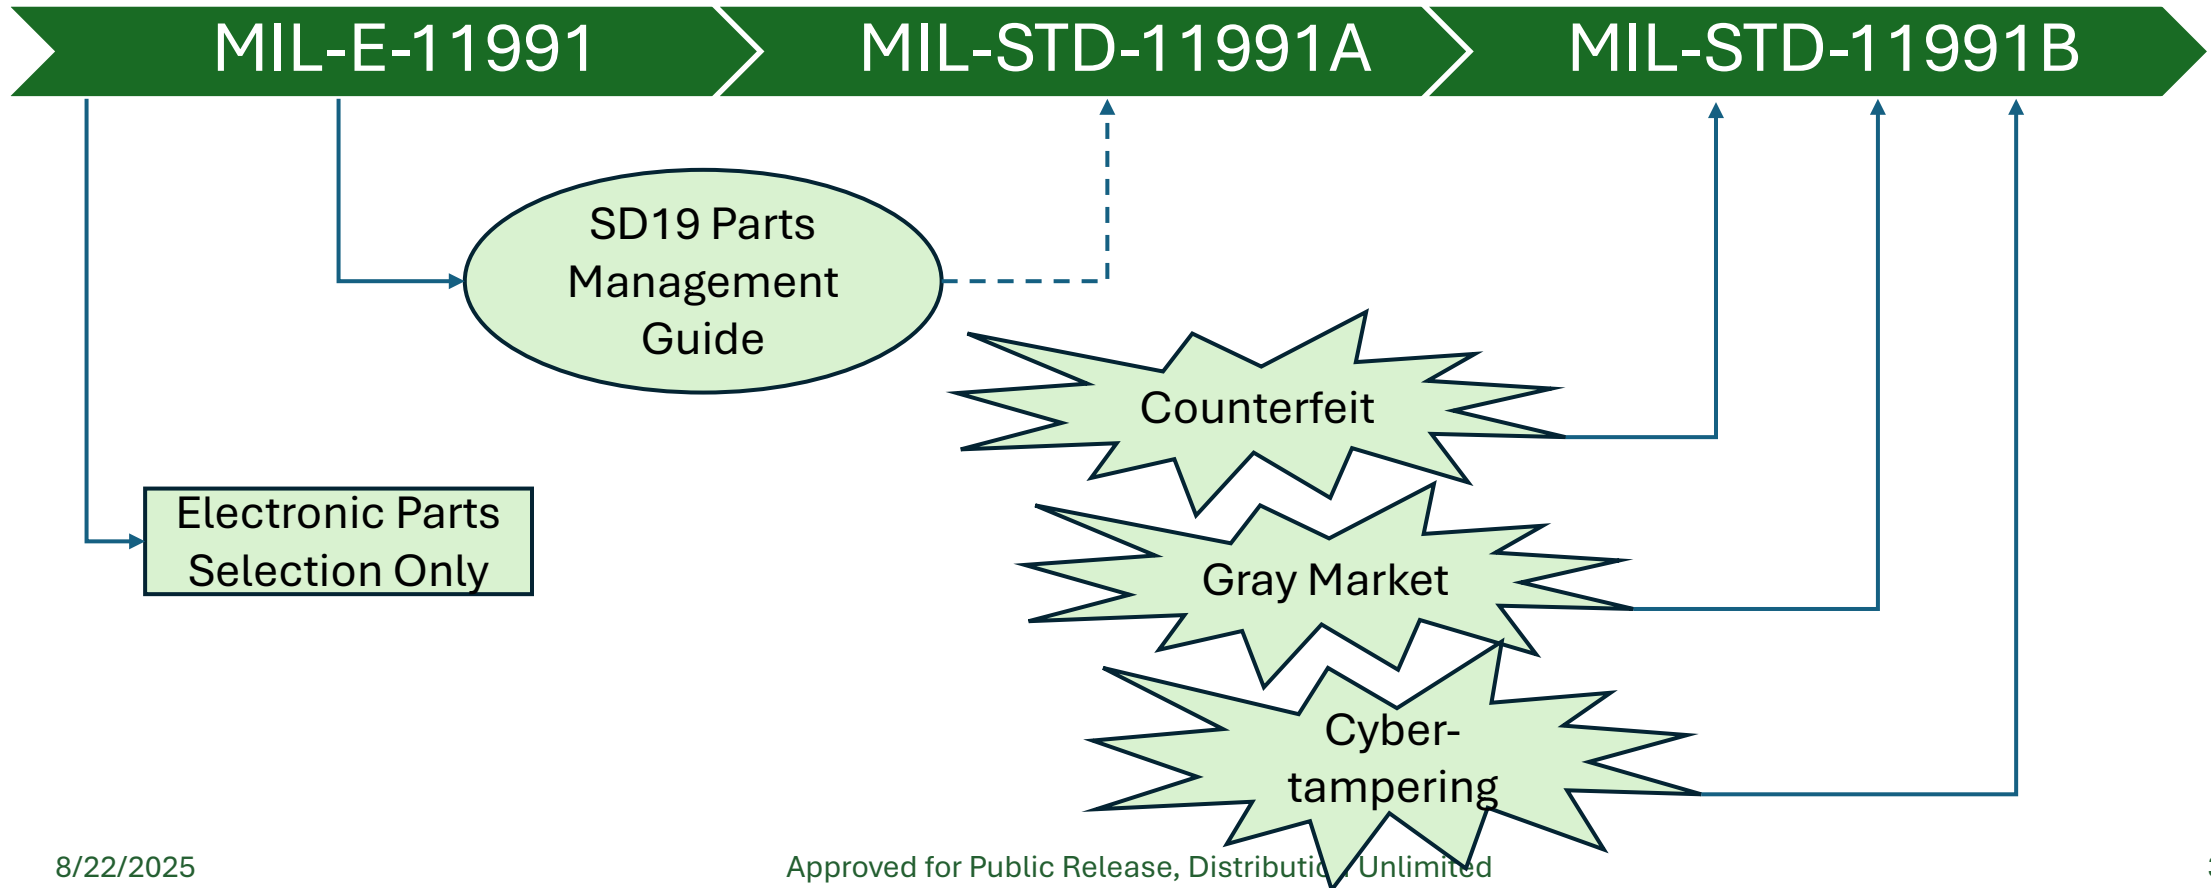 MIL-E-11991
MIL-STD-11991A
MIL-STD-11991B
SD19 Parts
Management
Guide
Counterfeit
Electronic Parts
Selection Only
Gray Market
Cyber-
tampering
8/22/2025
Approved for Public Release, Distribution Unlimited